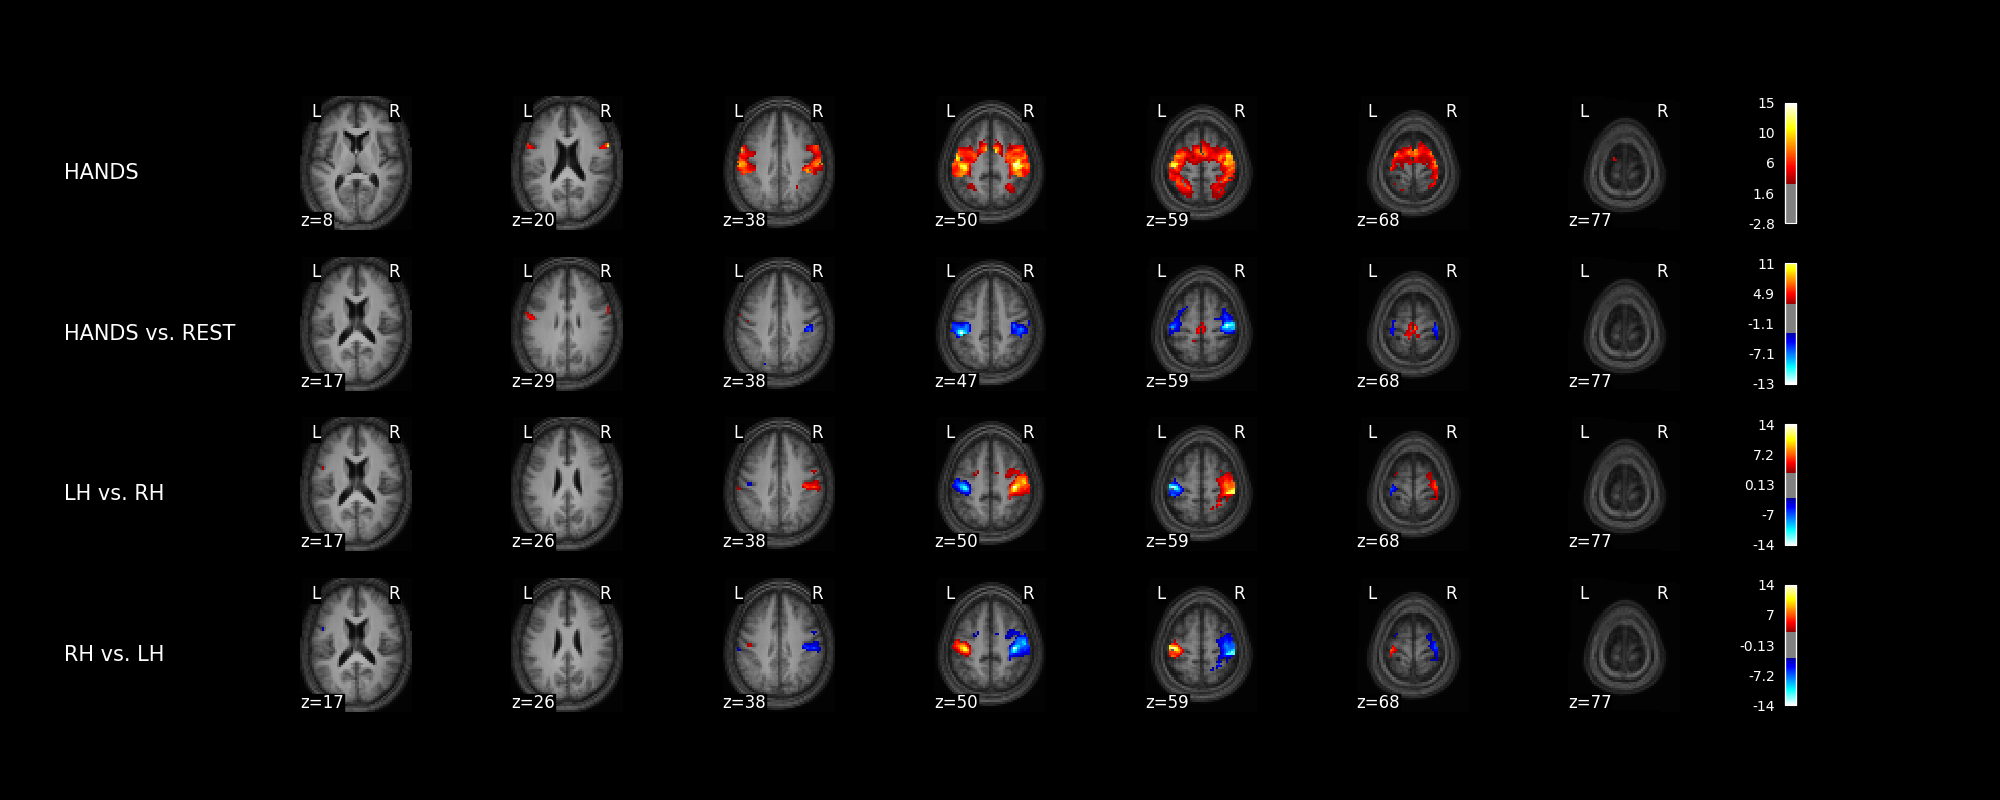 L R L R L R L R L R L R L R 15
10
HANDS 6
1.6
z=8 z=20 z=38 z=50 z=59 z=68 z=77 -2.8
L R L R L R L R L R L R L R 11
4.9
HANDS vs. REST -1.1
-7.1
z=17 z=29 z=38 z=47 z=59 z=68 z=77 -13
L R L R L R L R L R L R L R 14
7.2
LH vs. RH 0.13
-7
z=17 z=26 z=38 z=50 z=59 z=68 z=77 -14
L R L R L R L R L R L R L R 14
7
RH vs. LH -0.13
-7.2
z=17 z=26 z=38 z=50 z=59 z=68 z=77 -14